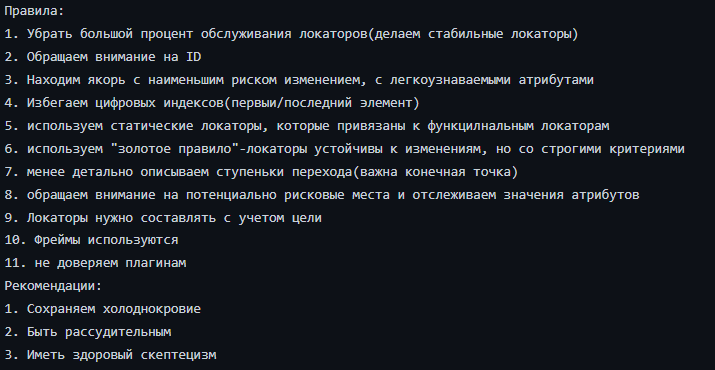 Правила:
1. Убрать большой процент обслуживания локаторов(делаем стабильные локаторы)
2. Обращаем внимание на ID
3. Находим якорь с наименьшим риском изменением, с легкоузнаваемыми атрибутами
4. Избегаем цифровых индексов(первыи/последний элемент)
5. используем статические локаторы, которые привязаны к функцилнальным локаторам
6. используем "золотое правило"-локаторы устойчивы к изменениям, но со строгими критериями
7. менее детально описываем ступеньки перехода(важна конечная точка)
8. обращаем внимание на потенциально рисковые места и отслеживаем значения атрибутов
9. Локаторы нужно составлять с учетом цели
10. Фреймы используются
11. не доверяем плагинам
Рекомендации:
1. Сохраняем холоднокровие
2. Быть рассудительным
3. Иметь здоровый скептецизм